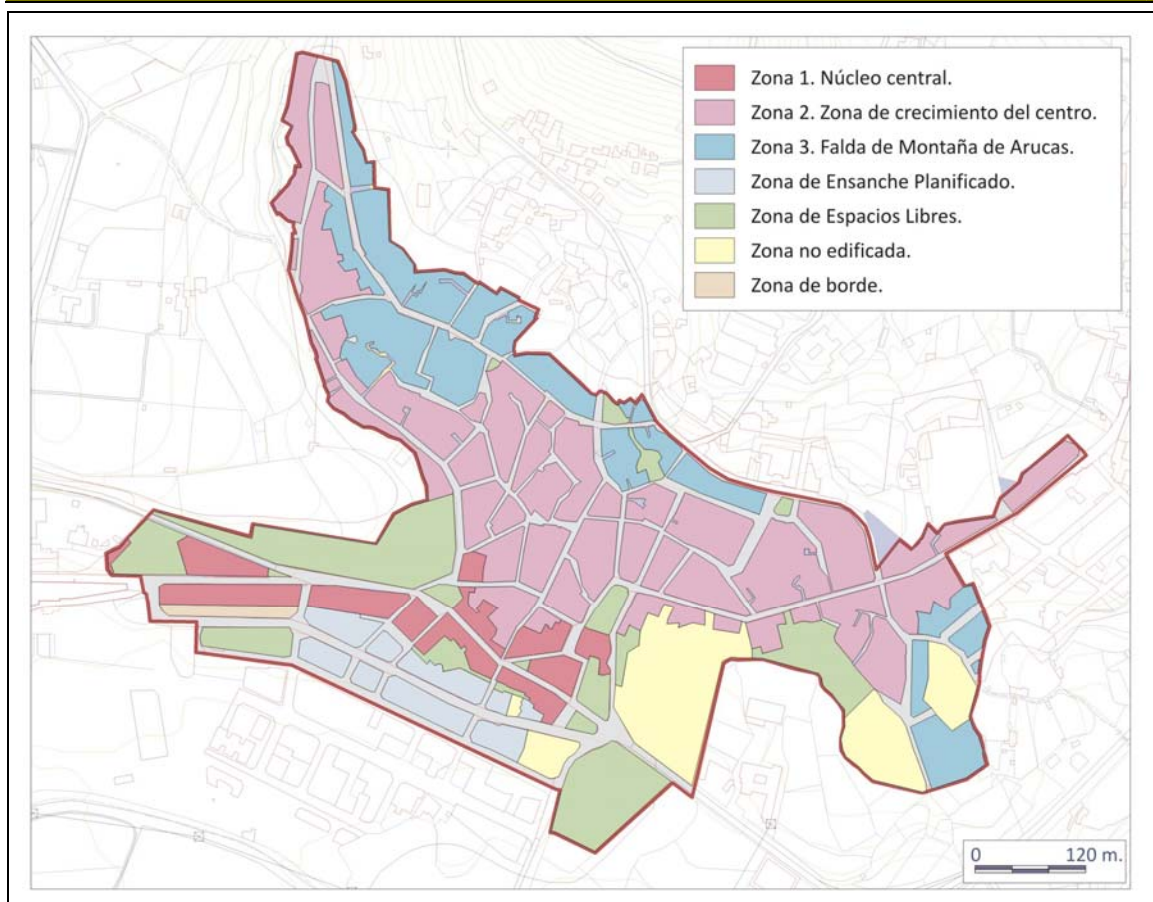 Zona 1. Núcleo central.
Zona 2. Zona de crecimiento del centro.
Zona 3. Falda de Montaña de Arucas.
Zona de Ensanche Planificado.
Zona de Espacios Libres.
Zona no edificada.
Zona de borde.
0 120 m.